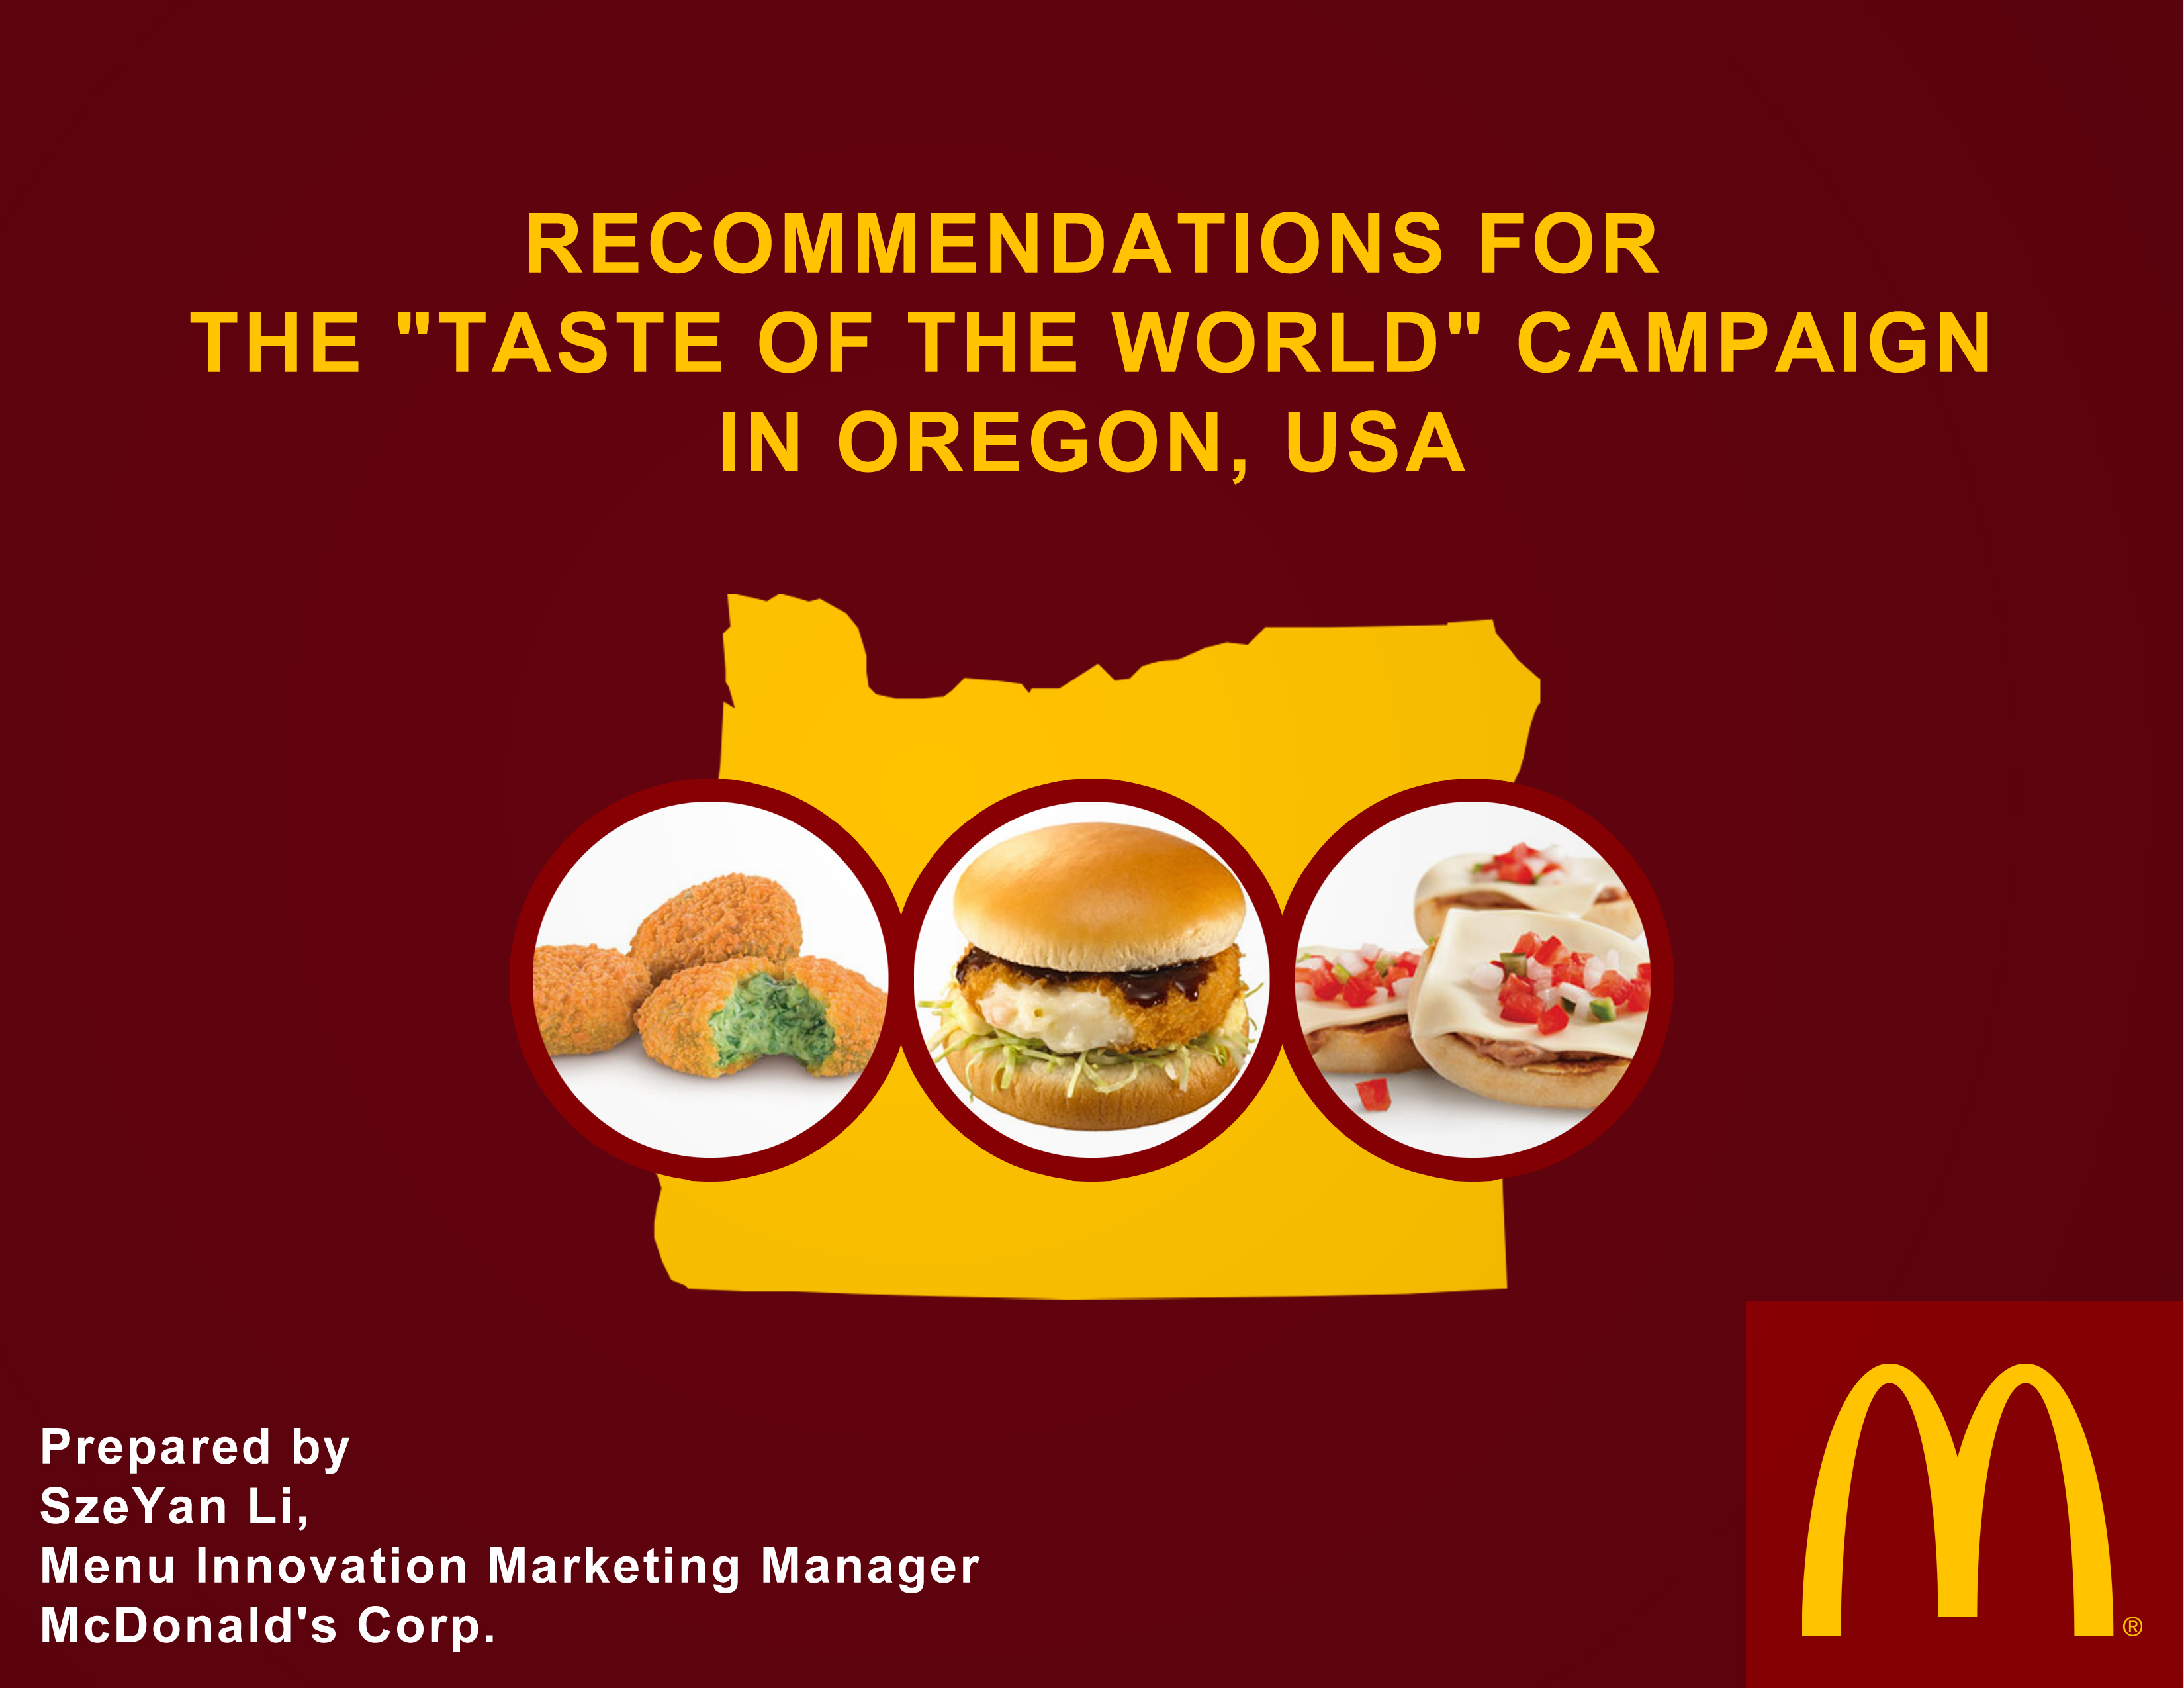 RECOMMENDATIONS FOR
THE "TASTE OF THE WORLD" CAMPAIGN
IN OREGON, USA
Prepared by
SzeYan Li,
Menu Innovation Marketing Manager
McDonald's Corp.
®